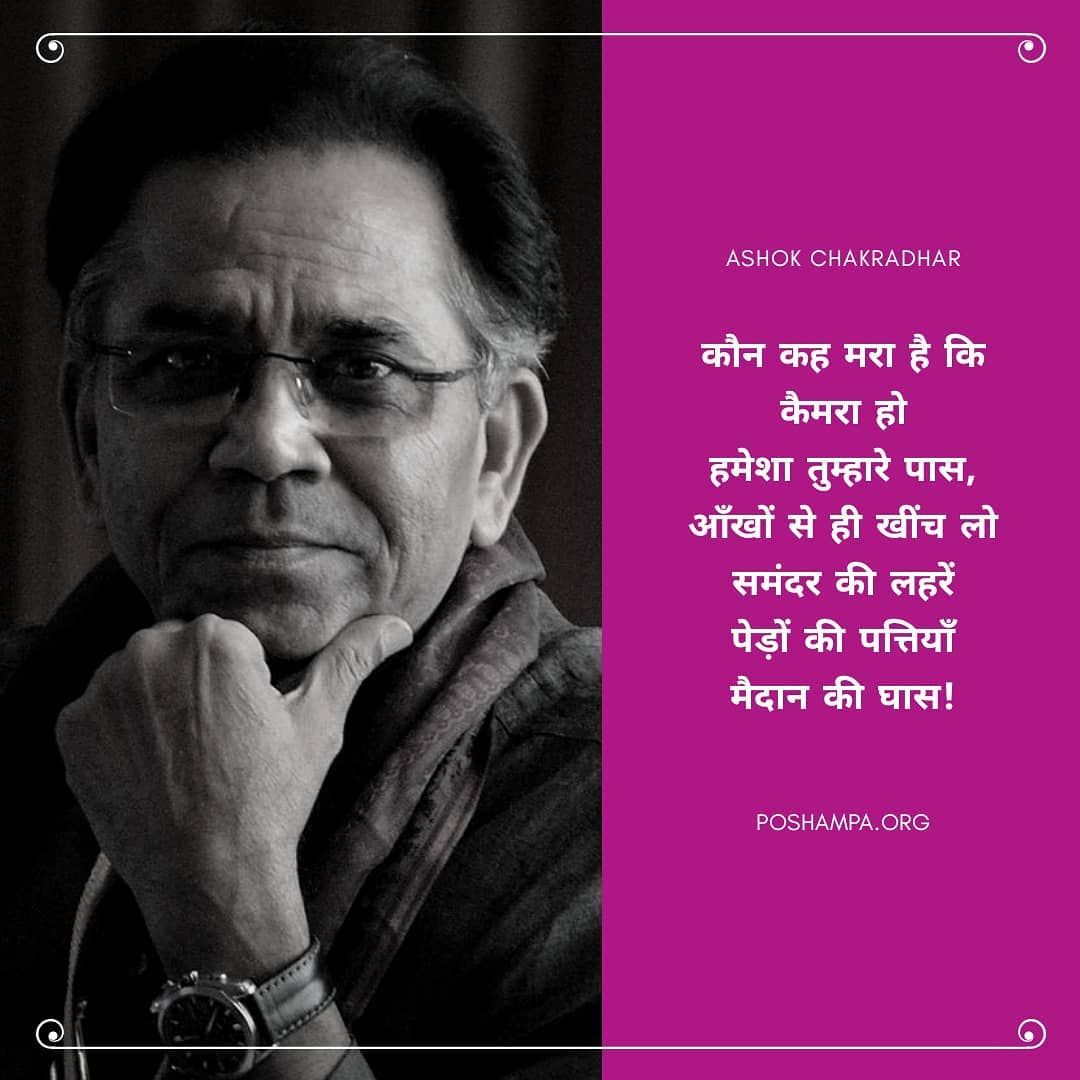 ASHOK CHAKRADHAR
कौन कह मरा है कि
कैमरा हो
हमेशा तुम्हारे पास,
आँखों से ही खींच लो
समंदर की लहरें
पेड़ों की पत्तियाँ
मैदान की घास!
POSHAMPA.ORG